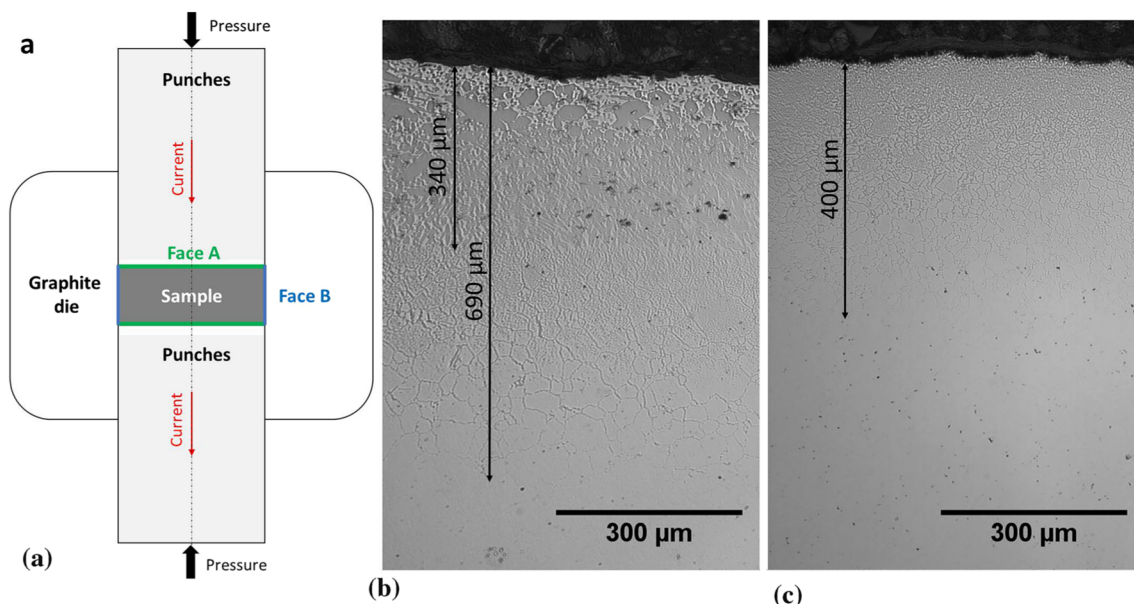 a
Pressure
Punches
Current
Face A
Graphite
die
Sample
Face B
Punches
Current
Pressure
(a)
340 µm
690 µm
300 µm
(b)
400 µm
300 µm
(c)